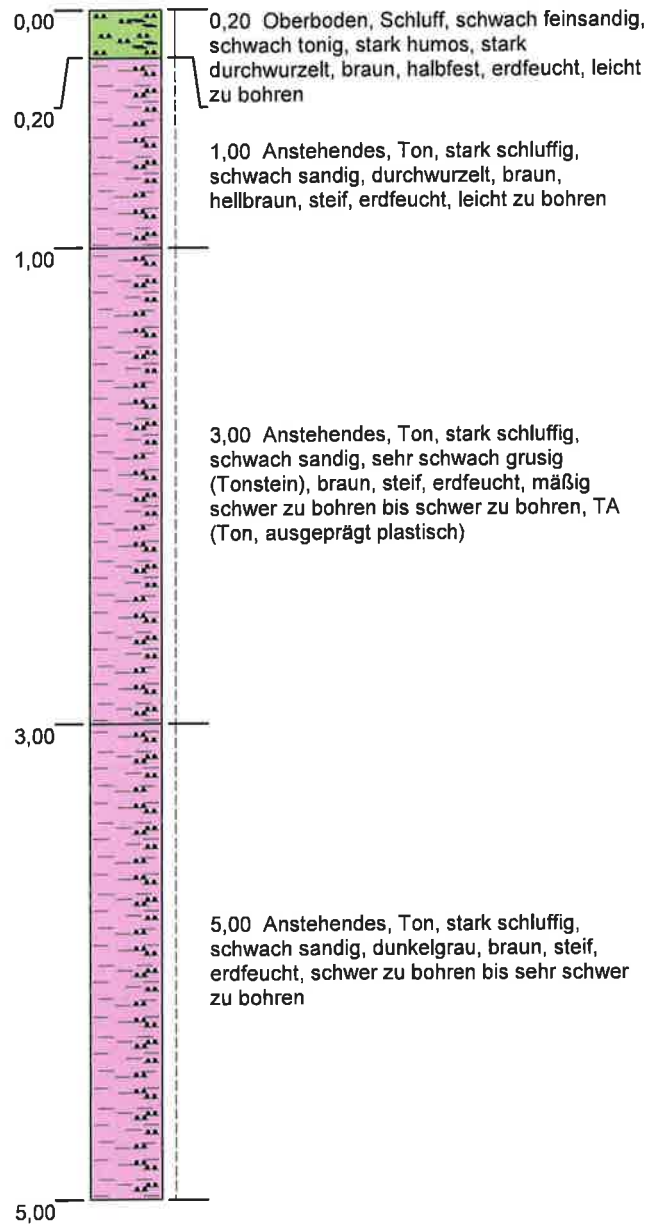 0,00
0,20 Oberboden, Schluff, schwach feinsandig,
schwach tonig, stark humos, stark
durchwurzelt, braun, halbfest, erdfeucht, leicht
zu bohren
0,20
1,00 Anstehendes, Ton, stark schluffig,
schwach sandig, durchwurzelt, braun,
hellbraun, steif, erdfeucht, leicht zu bohren
1,00
3,00 Anstehendes, Ton, stark schluffig,
schwach sandig, sehr schwach grusig
(Tonstein), braun, steif, erdfeucht, mäßig
schwer zu bohren bis schwer zu bohren, TA
(Ton, ausgeprägt plastisch)
3,00
5,00 Anstehendes, Ton, stark schluffig,
schwach sandig, dunkelgrau, braun, steif,
erdfeucht, schwer zu bohren bis sehr schwer
zu bohren
5,00